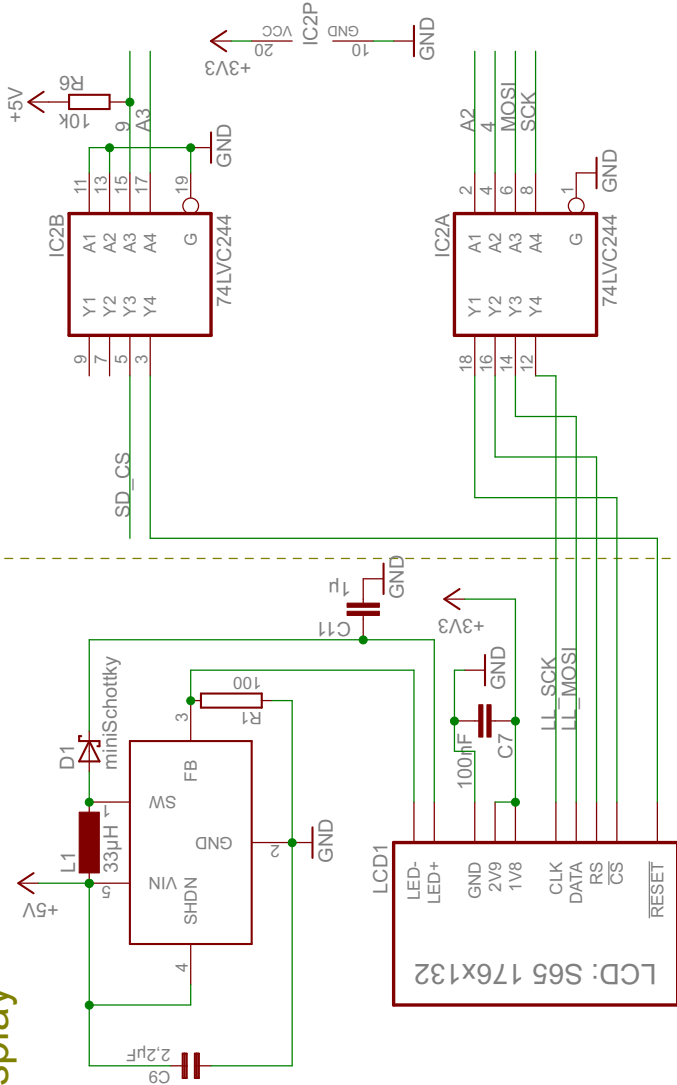 +5V
R6
10k
9
A3
+3V3
20
VCC
IC2P
GND
10
GND
IC2B
11
13
15
17
19
A1
A2
A3
A4
G
Y1
Y2
Y3
Y4
9
7
5
3
74LVC244
GND
SD_CS
A2
4
MOSI
SCK
IC2A
2
4
6
8
1
A1
A2
A3
A4
G
Y1
Y2
Y3
Y4
18
16
14
12
74LVC244
GND
splay
+5V
L1
33µH
D1
miniSchottky
5
VIN
1
SW
SHDN
4
GND
2
FB
3
R1
100
GND
C9
2,2µF
C11
1µ
GND
+3V3
GND
100nF
C7
LL_SCK
LL_MOSI
LCD1
LED-
LED+
GND
2V9
1V8
CLK
DATA
RS
CS
RESET
LCD: S65 176x132